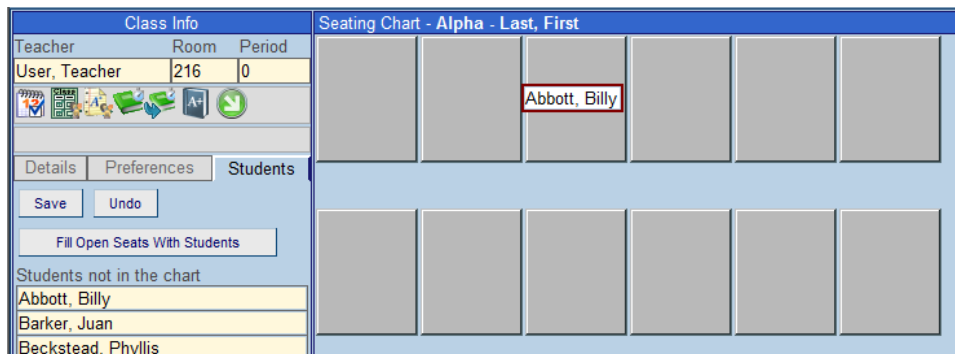 Class Info
Seating Chart - Alpha - Last, First
Teacher Room Period
User, Teacher 216 0
Abbott, Billy
Details Preferences Students
Save Undo
Fill Open Seats With Students
Students not in the chart
Abbott, Billy
Barker, Juan
Beckstead, Phyllis